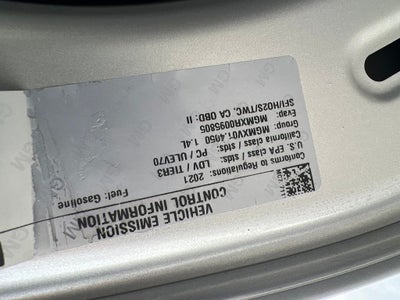 VEHICLE EMISSION
CONTROL INFORMATION
Fuel: Gasoline
Conforms to Regulations: 2021
U.S. EPA class / stds: LDV / TIER3
California class / stds: PC / ULEV70
Group: MGMXV01.4050 1.4L
Evap: MGMXR0095805
SFI/HO2S/TWC, CA OBD: II